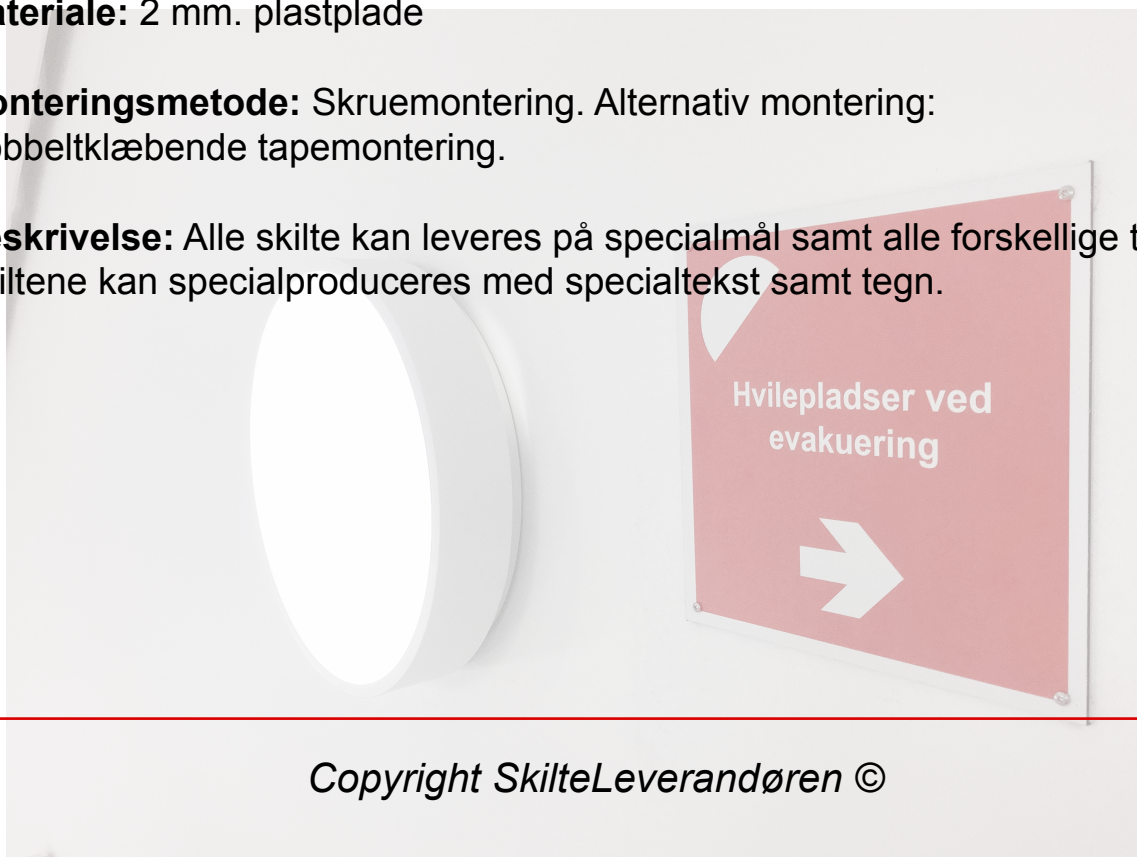 ateriale: 2 mm. plastplade
onteringsmetode: Skruemontering. Alternativ montering:
bbeltklæbende tapemontering.
eskrivelse: Alle skilte kan leveres på specialmål samt alle forskellige t
iltene kan specialproduceres med specialtekst samt tegn.
Hvilepladser ved
evakuering
Copyright SkilteLeverandøren ©